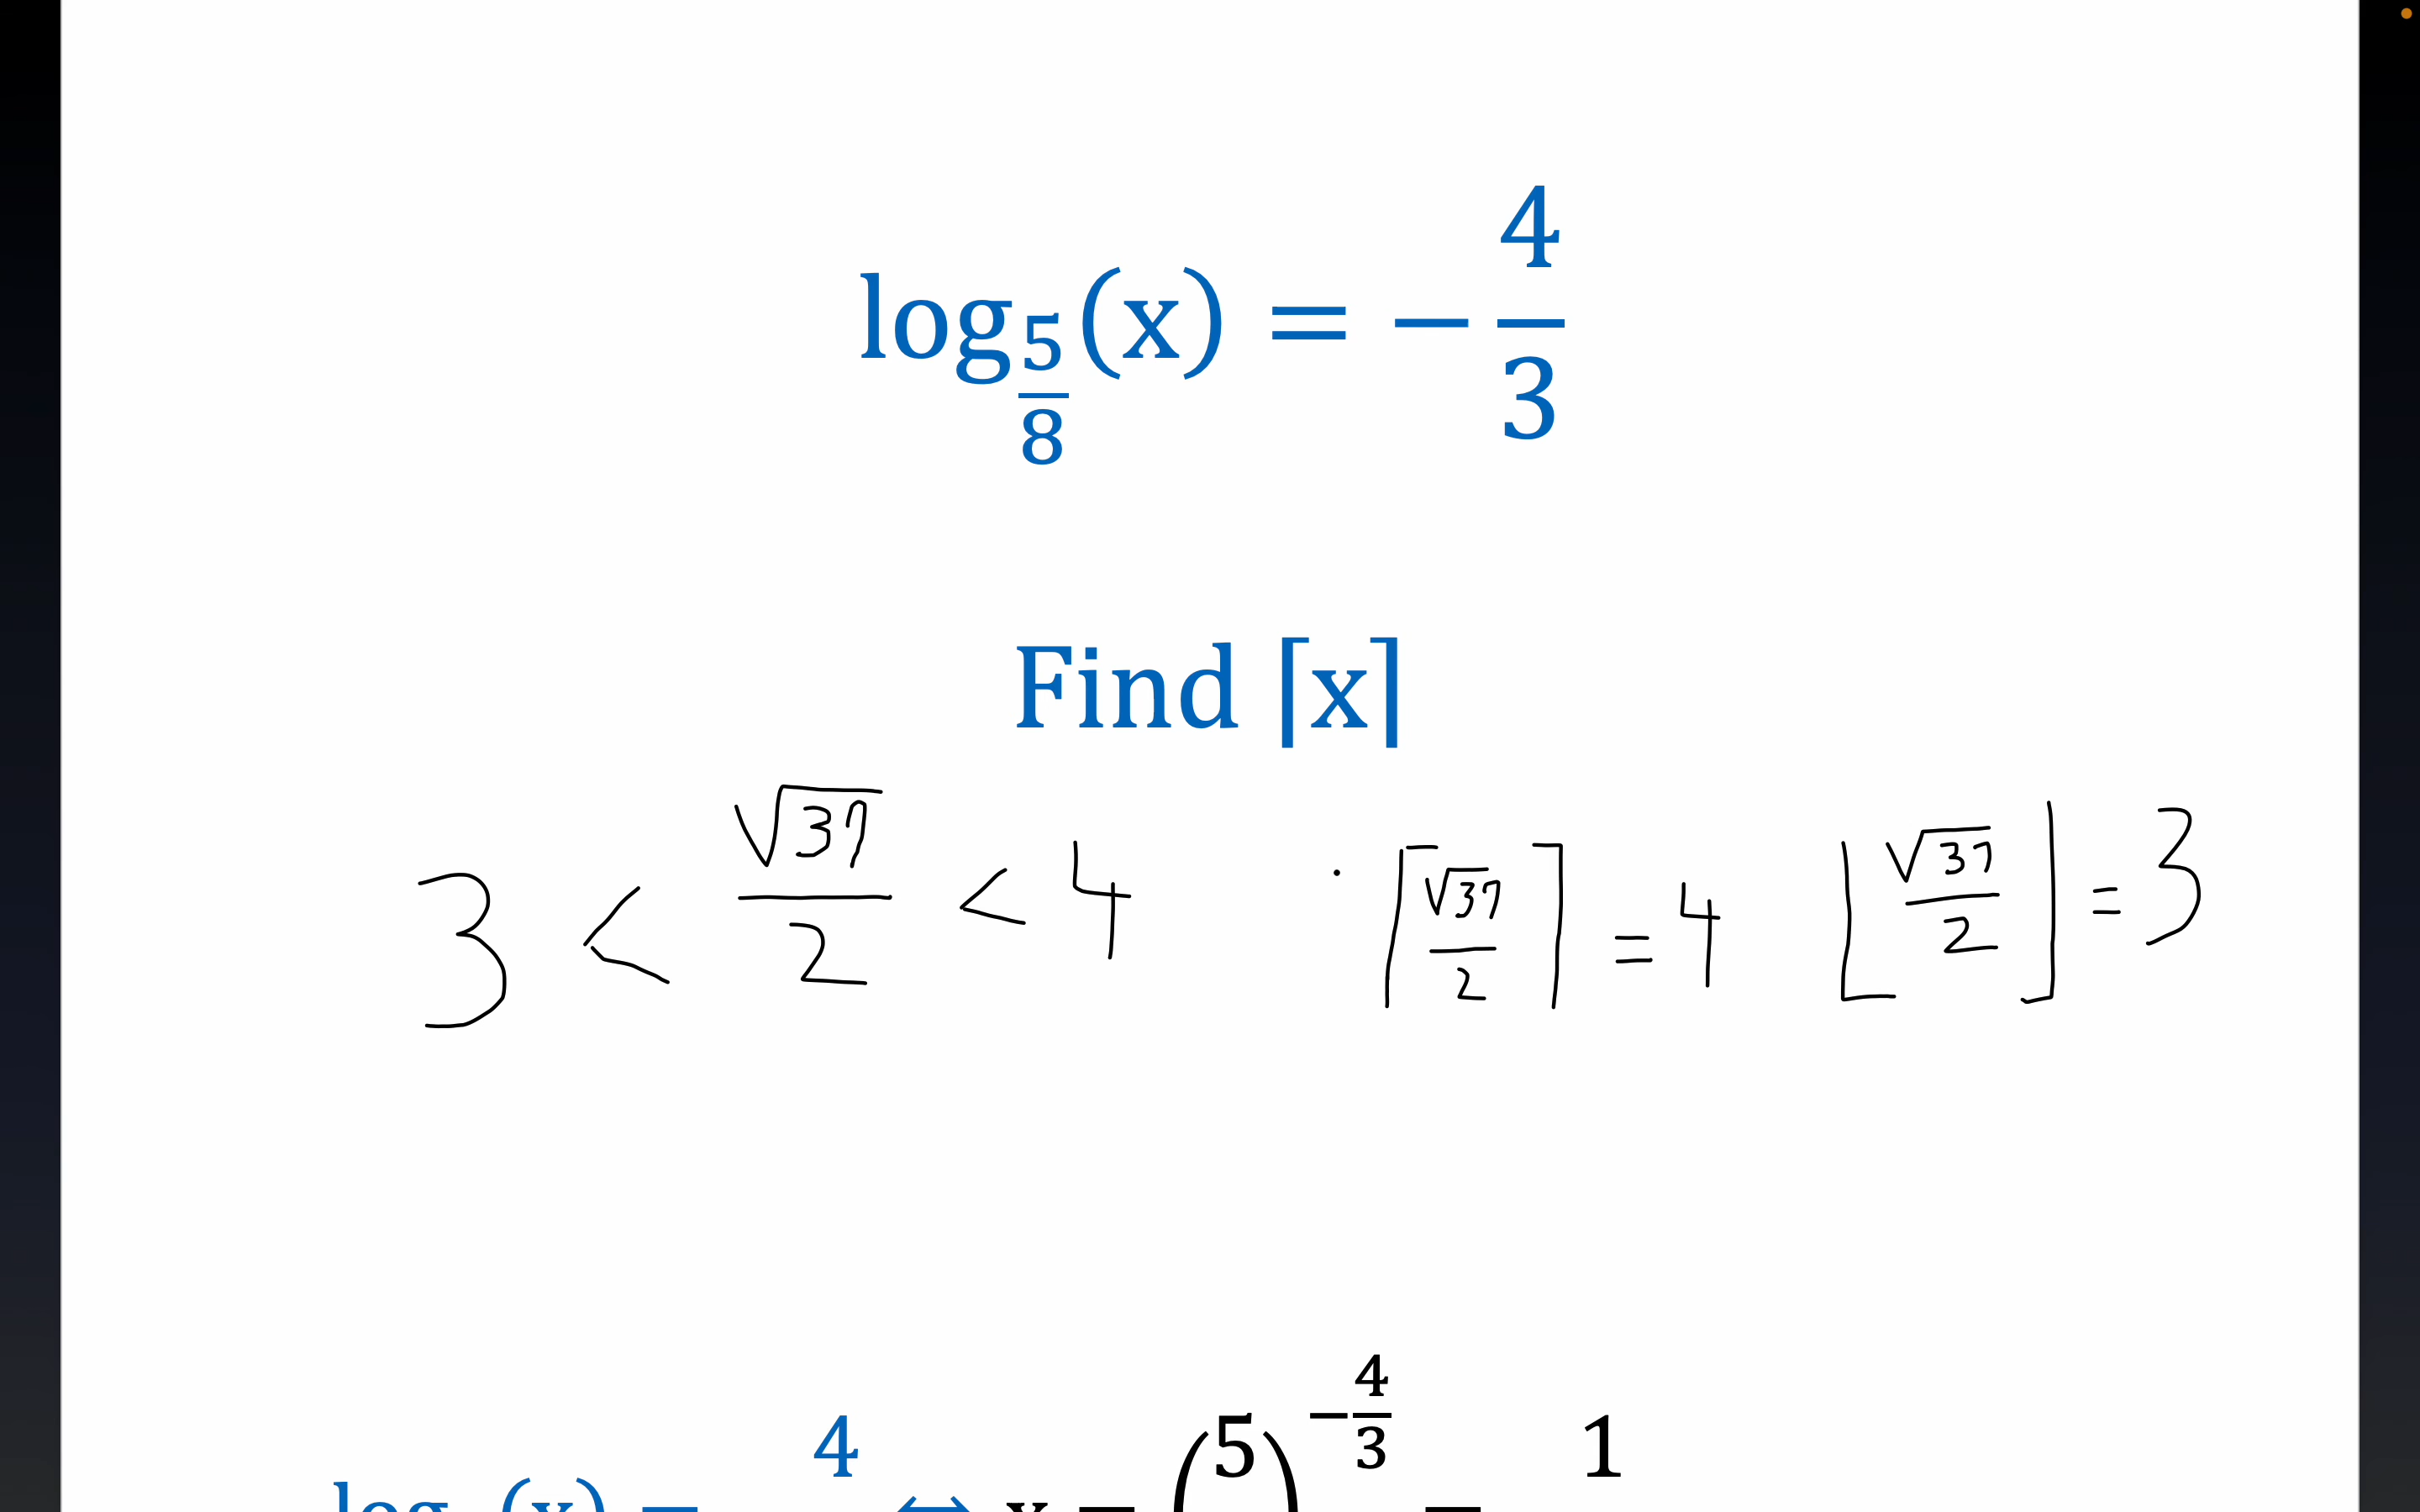 log_{5/8}(x) = −4/3
Find ⌈x⌉
3 < √37/2 < 4 · ⌈√37/2⌉ = 4 ⌊√37/2⌋ = 3
log (x) = 4 ⇔ x = (5)^{−4/3} = 1